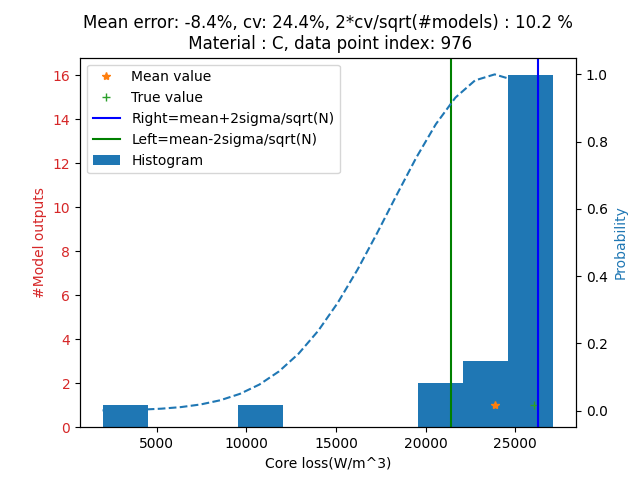 Mean error: -8.4%, cv: 24.4%, 2*cv/sqrt(#models) : 10.2 %
Material : C, data point index: 976
Mean value
True value
Right=mean+2sigma/sqrt(N)
Left=mean-2sigma/sqrt(N)
Histogram
16
14
12
10
8
6
4
2
0
#Model outputs
1.0
0.8
0.6
0.4
0.2
0.0
Probability
5000 10000 15000 20000 25000
Core loss(W/m^3)